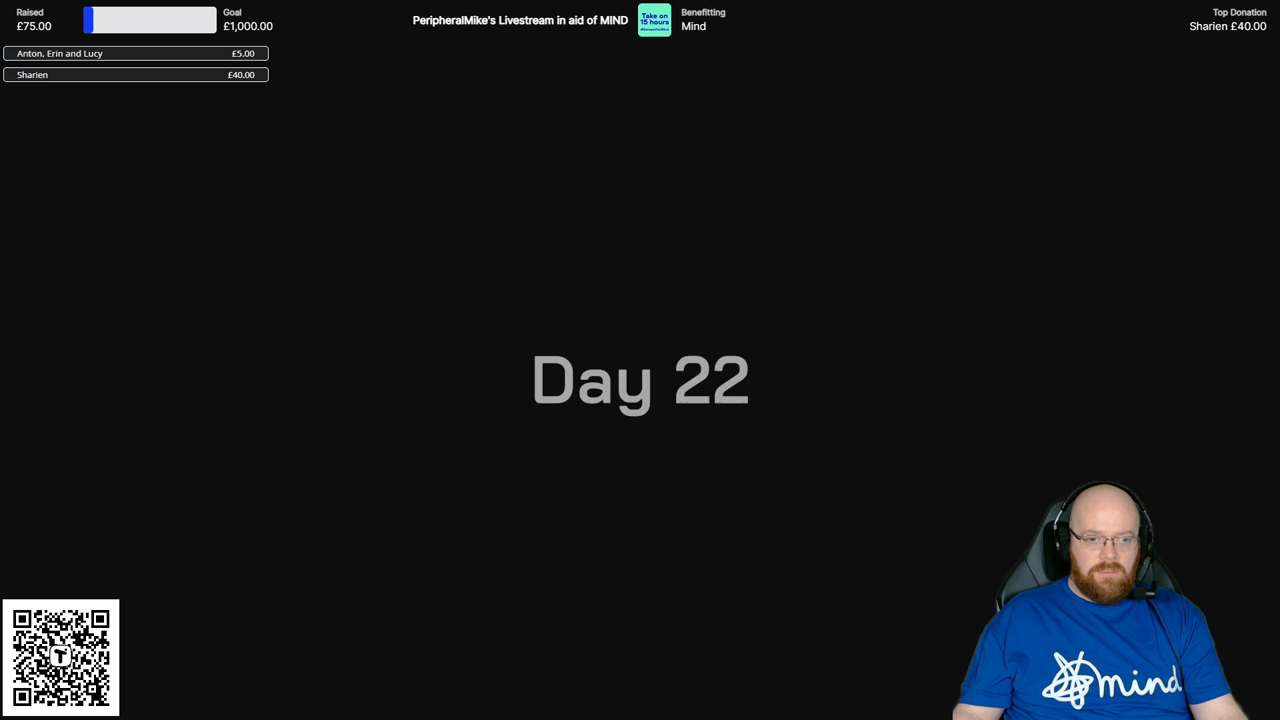 Raised
£75.00
Goal
£1,000.00
PeripheralMike's Livestream in aid of MIND
Take on
15 hours
Benefitting
Mind
Top Donation
Sharien £40.00
Anton, Erin and Lucy £5.00
Sharien £40.00
Day 22
T
mind